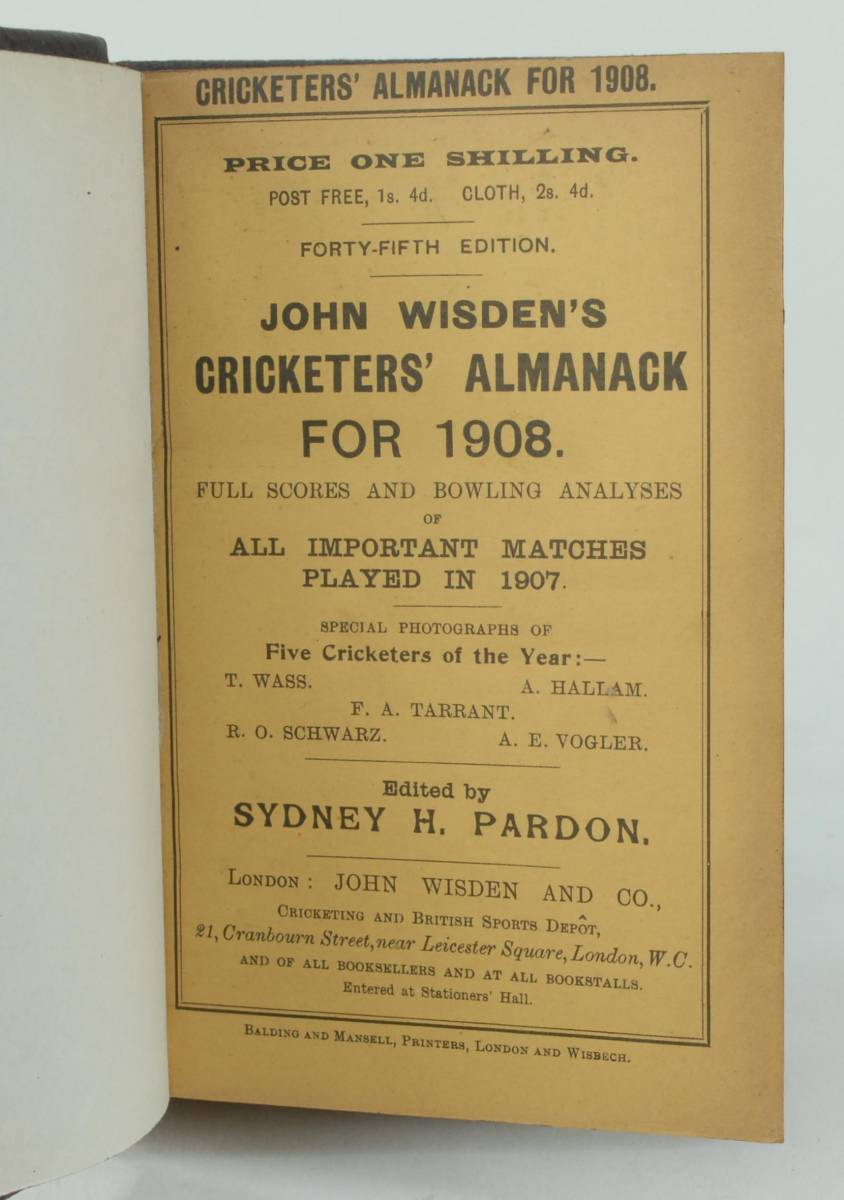 CRICKETERS' ALMANACK FOR 1908.
PRICE ONE SHILLING.
POST FREE, 1s. 4d. CLOTH, 2s. 4d.
FORTY-FIFTH EDITION.
JOHN WISDEN'S
CRICKETERS' ALMANACK
FOR 1908.
FULL SCORES AND BOWLING ANALYSES
OF
ALL IMPORTANT MATCHES
PLAYED IN 1907.
SPECIAL PHOTOGRAPHS OF
Five Cricketers of the Year:—
T. WASS. A. HALLAM.
F. A. TARRANT.
R. O. SCHWARZ. A. E. VOGLER.
Edited by
SYDNEY H. PARDON.
LONDON: JOHN WISDEN AND CO.,
CRICKETING AND BRITISH SPORTS DEPÔT,
21, Cranbourn Street, near Leicester Square, London, W.C.
AND OF ALL BOOKSELLERS AND AT ALL BOOKSTALLS.
Entered at Stationers' Hall.
BALDING AND MANSELL, PRINTERS, LONDON AND WISBECH.